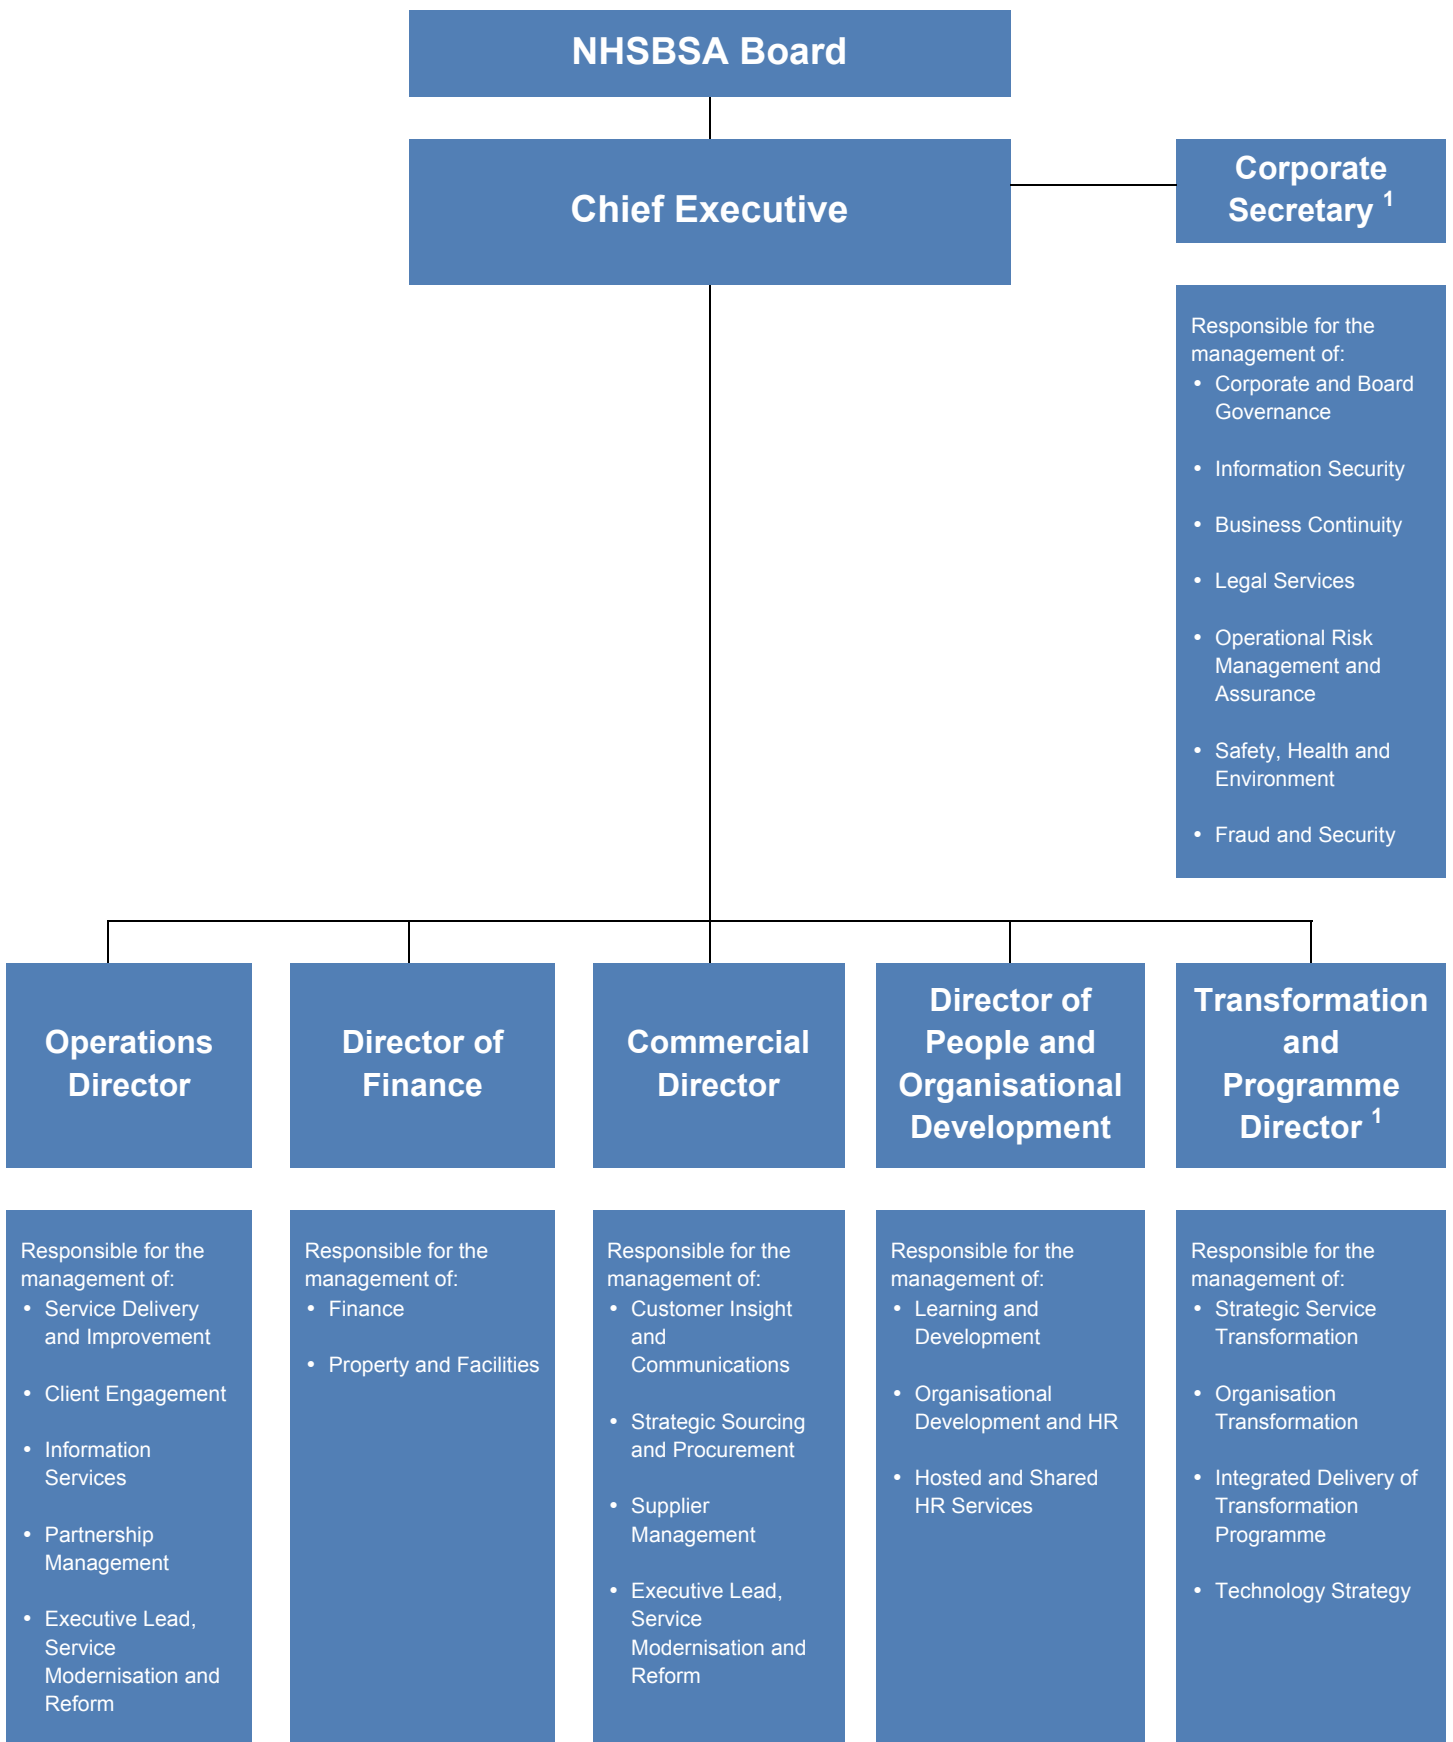 NHSBSA Board
Chief Executive
Corporate
Secretary 1
Responsible for the
management of:
• Corporate and Board
Governance
• Information Security
• Business Continuity
• Legal Services
• Operational Risk
Management and
Assurance
• Safety, Health and
Environment
• Fraud and Security
Operations
Director
Director of
Finance
Commercial
Director
Director of
People and
Organisational
Development
Transformation
and
Programme
Director 1
Responsible for the
management of:
• Service Delivery
and Improvement
• Client Engagement
• Information
Services
• Partnership
Management
• Executive Lead,
Service
Modernisation and
Reform
Responsible for the
management of:
• Finance
• Property and Facilities
Responsible for the
management of:
• Customer Insight
and
Communications
• Strategic Sourcing
and Procurement
• Supplier
Management
• Executive Lead,
Service
Modernisation and
Reform
Responsible for the
management of:
• Learning and
Development
• Organisational
Development and HR
• Hosted and Shared
HR Services
Responsible for the
management of:
• Strategic Service
Transformation
• Organisation
Transformation
• Integrated Delivery of
Transformation
Programme
• Technology Strategy